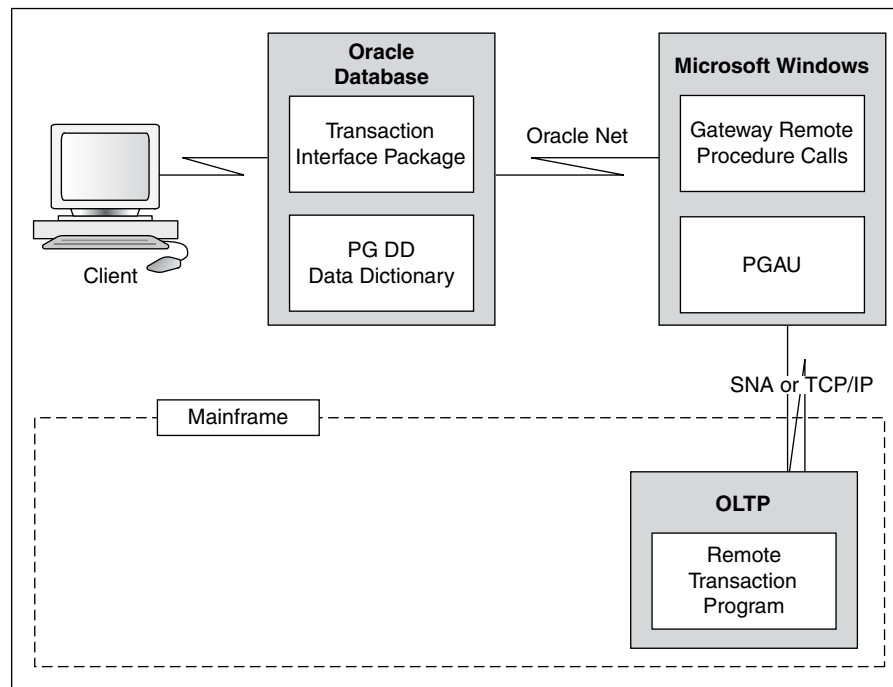 Oracle
Database
Transaction
Interface Package
PG DD
Data Dictionary
Client
Oracle Net
Microsoft Windows
Gateway Remote
Procedure Calls
PGAU
SNA or TCP/IP
Mainframe
OLTP
Remote
Transaction
Program